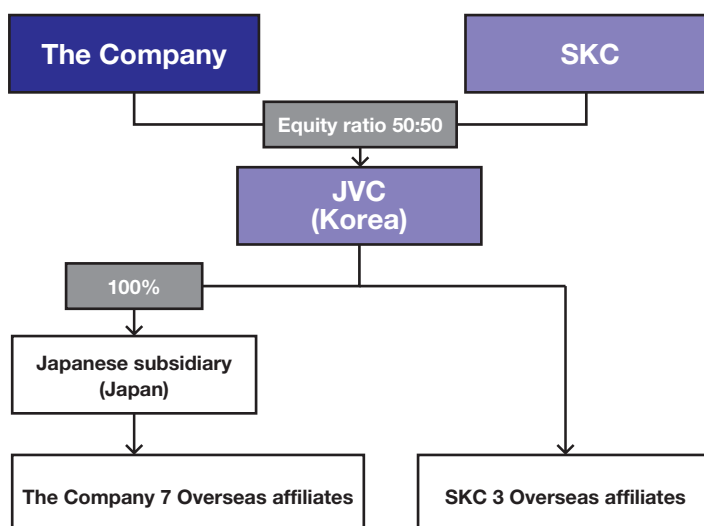 The Company
SKC
Equity ratio 50:50
JVC
(Korea)
100%
Japanese subsidiary
(Japan)
The Company 7 Overseas affiliates
SKC 3 Overseas affiliates